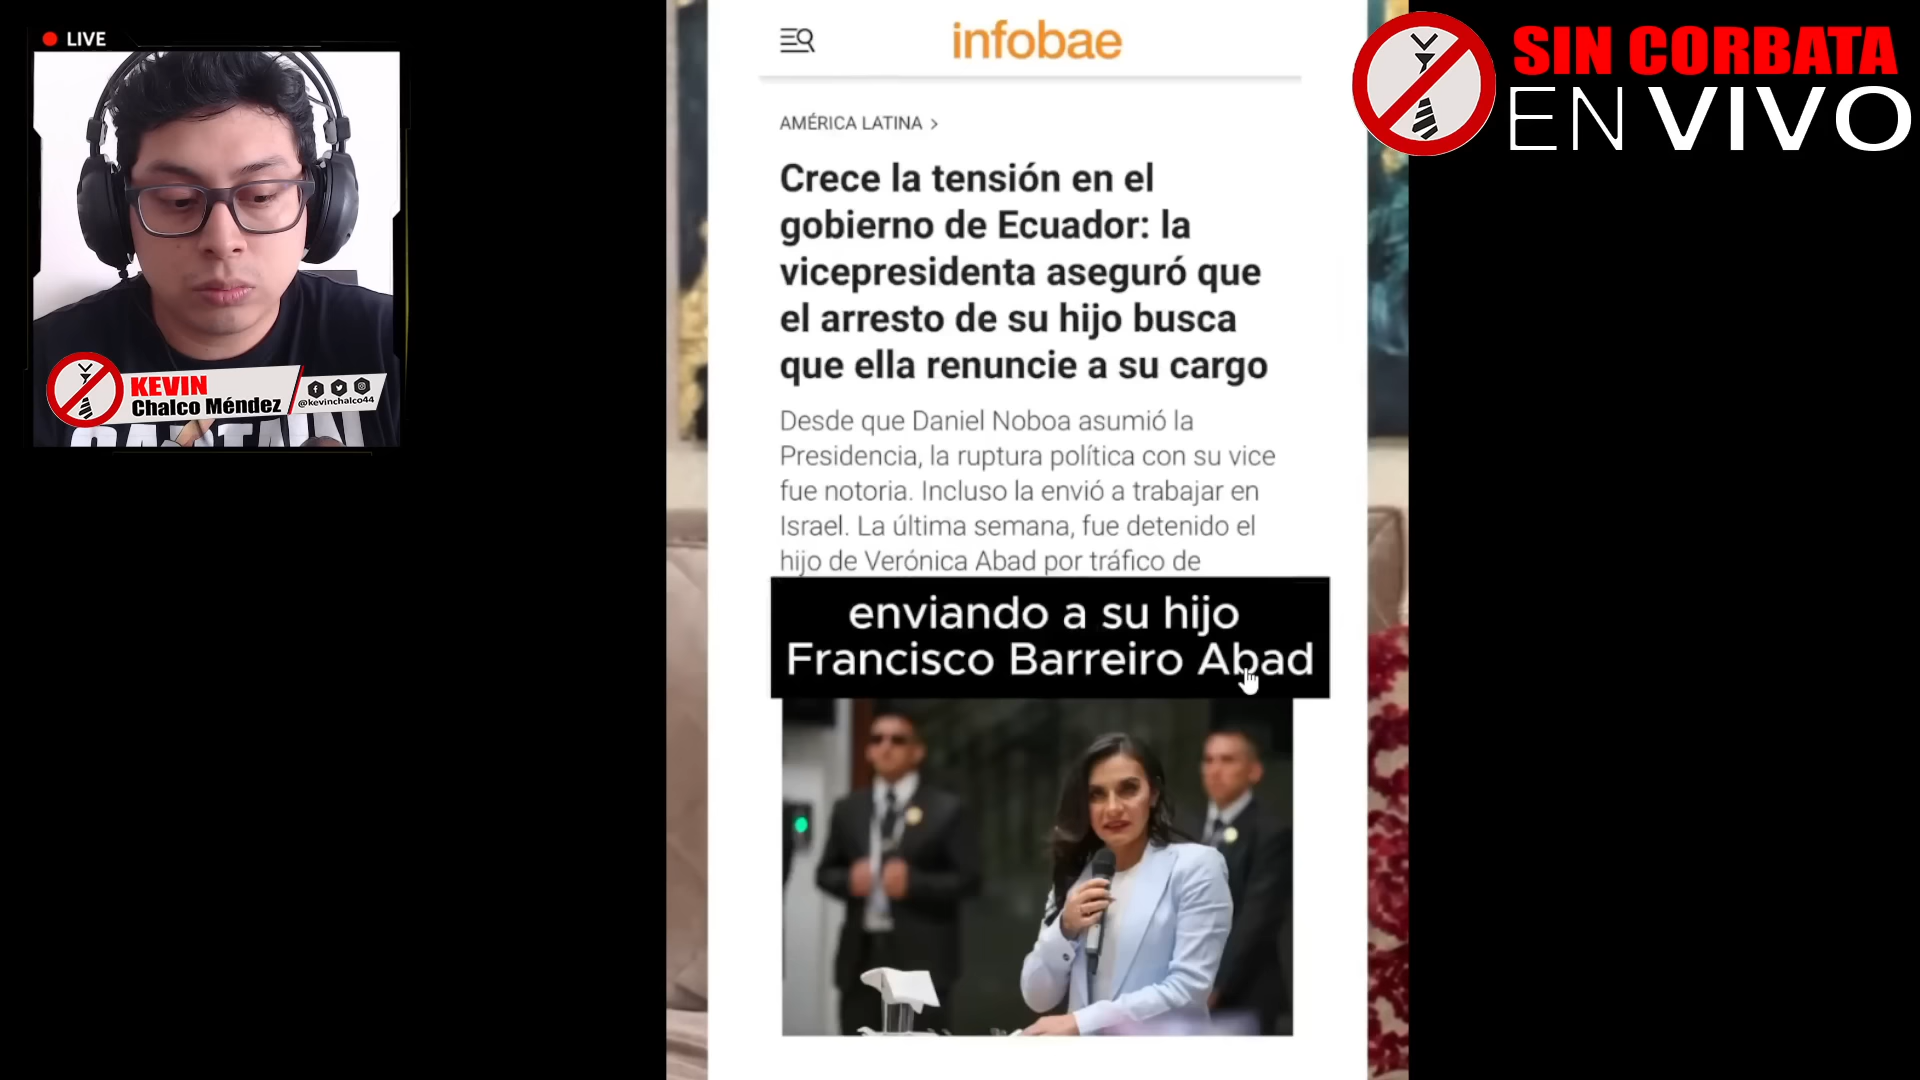 LIVE
KEVIN
Chalco Méndez
@kevinchalco44
infobae
AMÉRICA LATINA >
Crece la tensión en el
gobierno de Ecuador: la
vicepresidenta aseguró que
el arresto de su hijo busca
que ella renuncie a su cargo
Desde que Daniel Noboa asumió la
Presidencia, la ruptura política con su vice
fue notoria. Incluso la envió a trabajar en
Israel. La última semana, fue detenido el
hijo de Verónica Abad por tráfico de
enviando a su hijo
Francisco Barreiro Abad
SIN CORBATA
EN VIVO